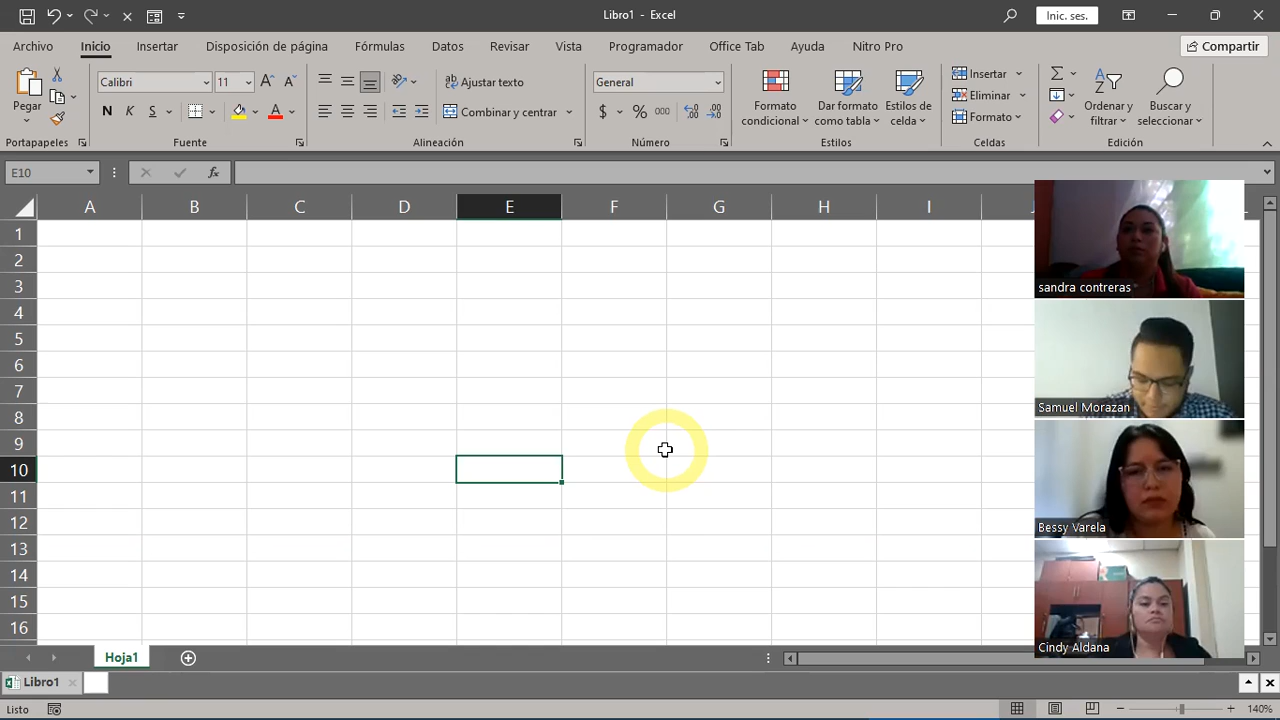 Libro1 - Excel
Inic. ses.
Archivo Inicio Insertar Disposición de página Fórmulas Datos Revisar Vista Programador Office Tab Ayuda Nitro Pro Compartir
Pegar
Portapapeles
Calibri 11
N K S
Fuente
Ajustar texto
Combinar y centrar
Alineación
General
$ % 000
Número
Formato condicional
Dar formato como tabla
Estilos de celda
Estilos
Insertar
Eliminar
Formato
Celdas
Ordenar y filtrar
Buscar y seleccionar
Edición
E10 fx
A B C D E F G H I
1
2
3
4
5
6
7
8
9
10
11
12
13
14
15
16
sandra contreras
Samuel Morazan
Bessy Varela
Cindy Aldana
Hoja1
Libro1
Listo 140%